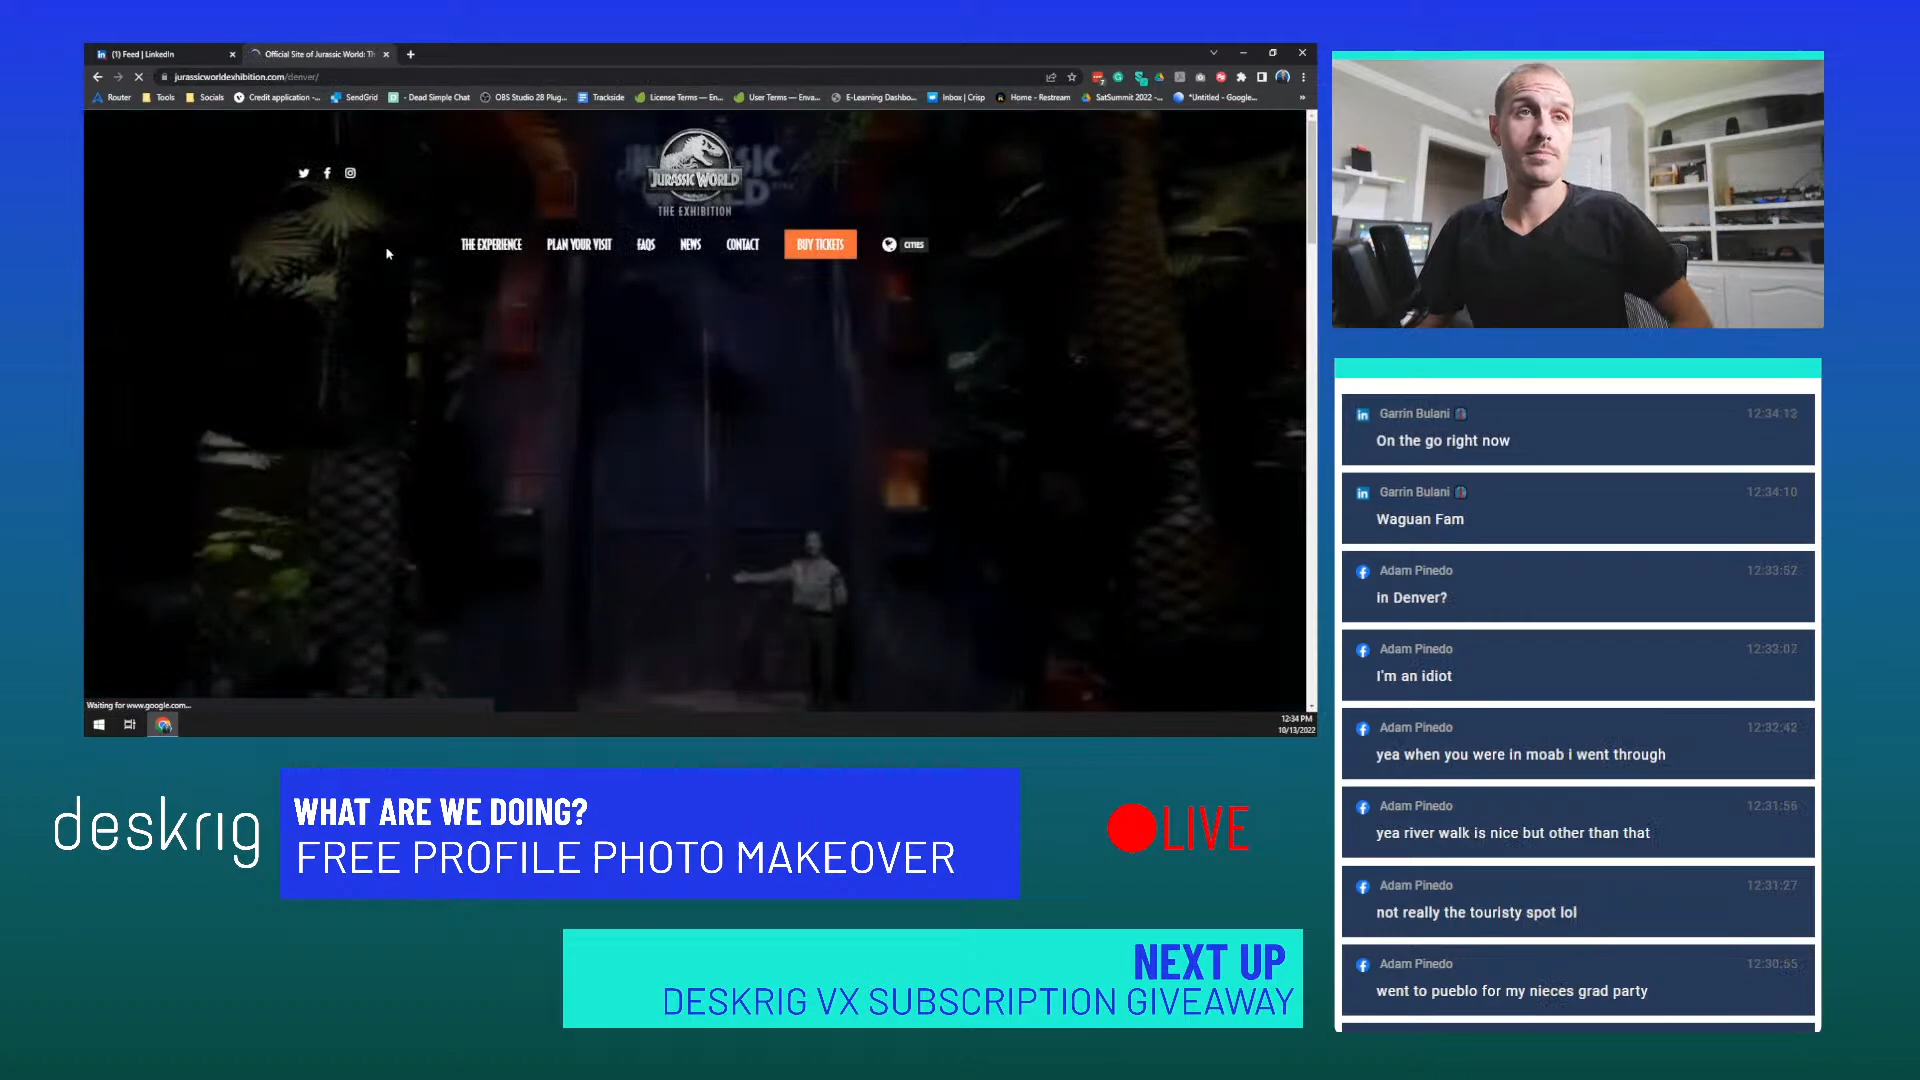 (1) Feed | LinkedIn
Official Site of Jurassic World: Th
jurassicworldexhibition.com/denver/
Router
Tools
Socials
Credit application -...
SendGrid
- Dead Simple Chat
OBS Studio 28 Plug...
Trackside
License Terms — En...
User Terms — Enva...
E-Learning Dashbo...
Inbox | Crisp
Home - Restream
SatSummit 2022 -...
*Untitled - Google...
»
JURASSIC WORLD
THE EXHIBITION
THE EXPERIENCE
PLAN YOUR VISIT
FAQS
NEWS
CONTACT
BUY TICKETS
CITIES
Waiting for www.google.com...
12:34 PM
10/13/2022
deskrig
WHAT ARE WE DOING?
FREE PROFILE PHOTO MAKEOVER
LIVE
NEXT UP
DESKRIG VX SUBSCRIPTION GIVEAWAY
Garrin Bulani 12:34:12
On the go right now
Garrin Bulani 12:34:10
Waguan Fam
Adam Pinedo 12:33:52
in Denver?
Adam Pinedo 12:33:02
I'm an idiot
Adam Pinedo 12:32:42
yea when you were in moab i went through
Adam Pinedo 12:31:56
yea river walk is nice but other than that
Adam Pinedo 12:31:27
not really the touristy spot lol
Adam Pinedo 12:30:55
went to pueblo for my nieces grad party